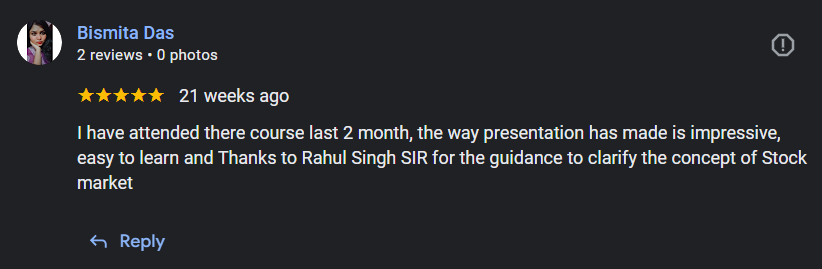 Bismita Das
2 reviews • 0 photos
21 weeks ago
I have attended there course last 2 month, the way presentation has made is impressive,
easy to learn and Thanks to Rahul Singh SIR for the guidance to clarify the concept of Stock
market
Reply